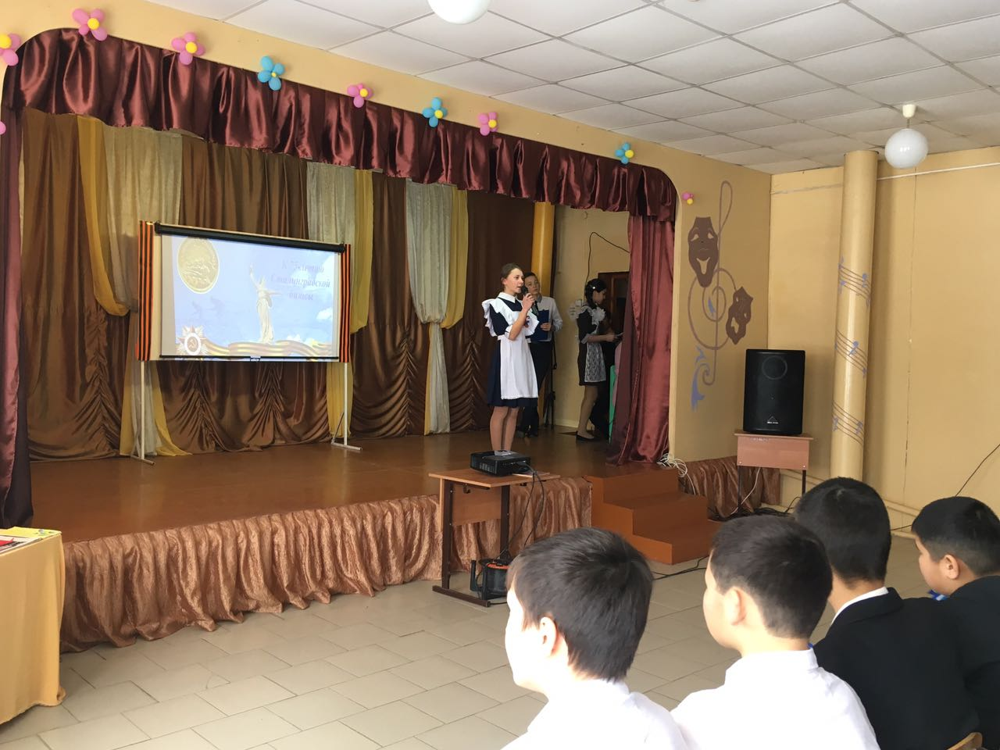 К 75-летию
Сталинградской
битвы